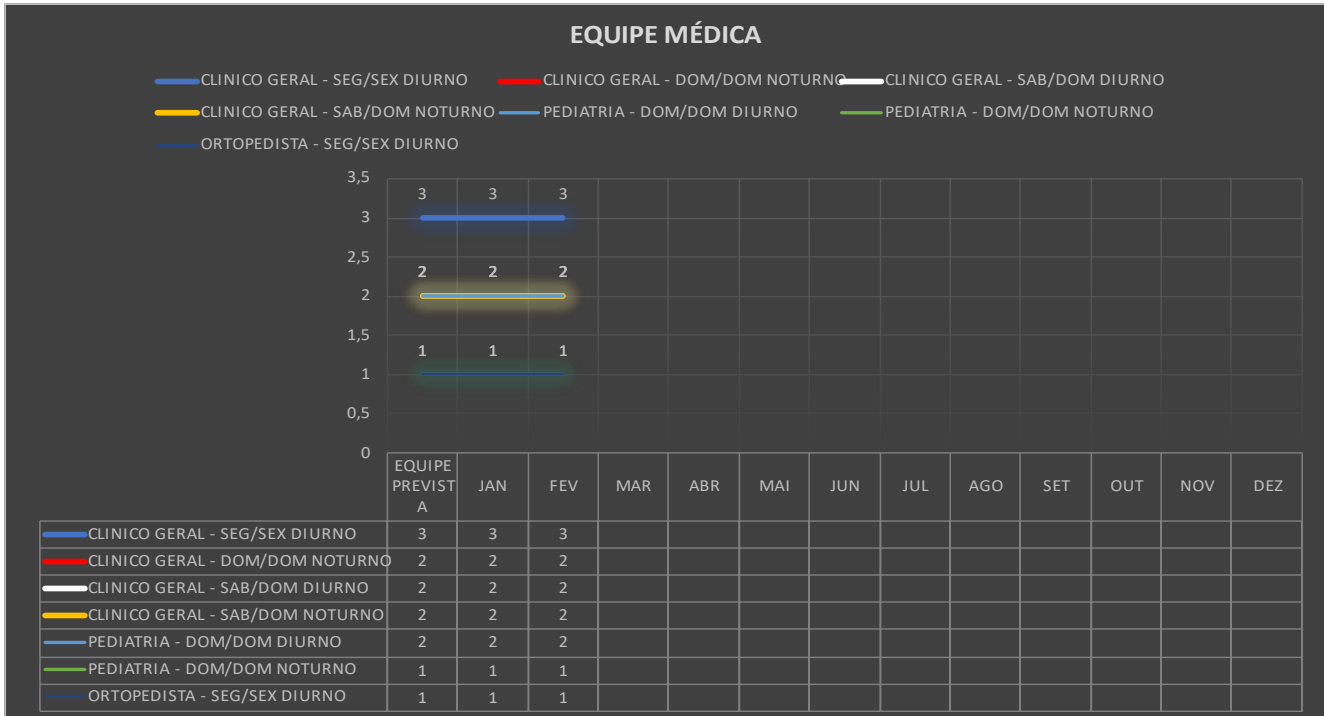 EQUIPE MÉDICA
CLINICO GERAL - SEG/SEX DIURNO CLINICO GERAL - DOM/DOM NOTURNO CLINICO GERAL - SAB/DOM DIURNO
CLINICO GERAL - SAB/DOM NOTURNO PEDIATRIA - DOM/DOM DIURNO PEDIATRIA - DOM/DOM NOTURNO
ORTOPEDISTA - SEG/SEX DIURNO
3,5
3 3 3
3
2,5
2 2 2
2
1,5
1 1 1
1
0,5
0
EQUIPE
PREVIST JAN FEV MAR ABR MAI JUN JUL AGO SET OUT NOV DEZ
A
CLINICO GERAL - SEG/SEX DIURNO 3 3 3
CLINICO GERAL - DOM/DOM NOTURNO 2 2 2
CLINICO GERAL - SAB/DOM DIURNO 2 2 2
CLINICO GERAL - SAB/DOM NOTURNO 2 2 2
PEDIATRIA - DOM/DOM DIURNO 2 2 2
PEDIATRIA - DOM/DOM NOTURNO 1 1 1
ORTOPEDISTA - SEG/SEX DIURNO 1 1 1